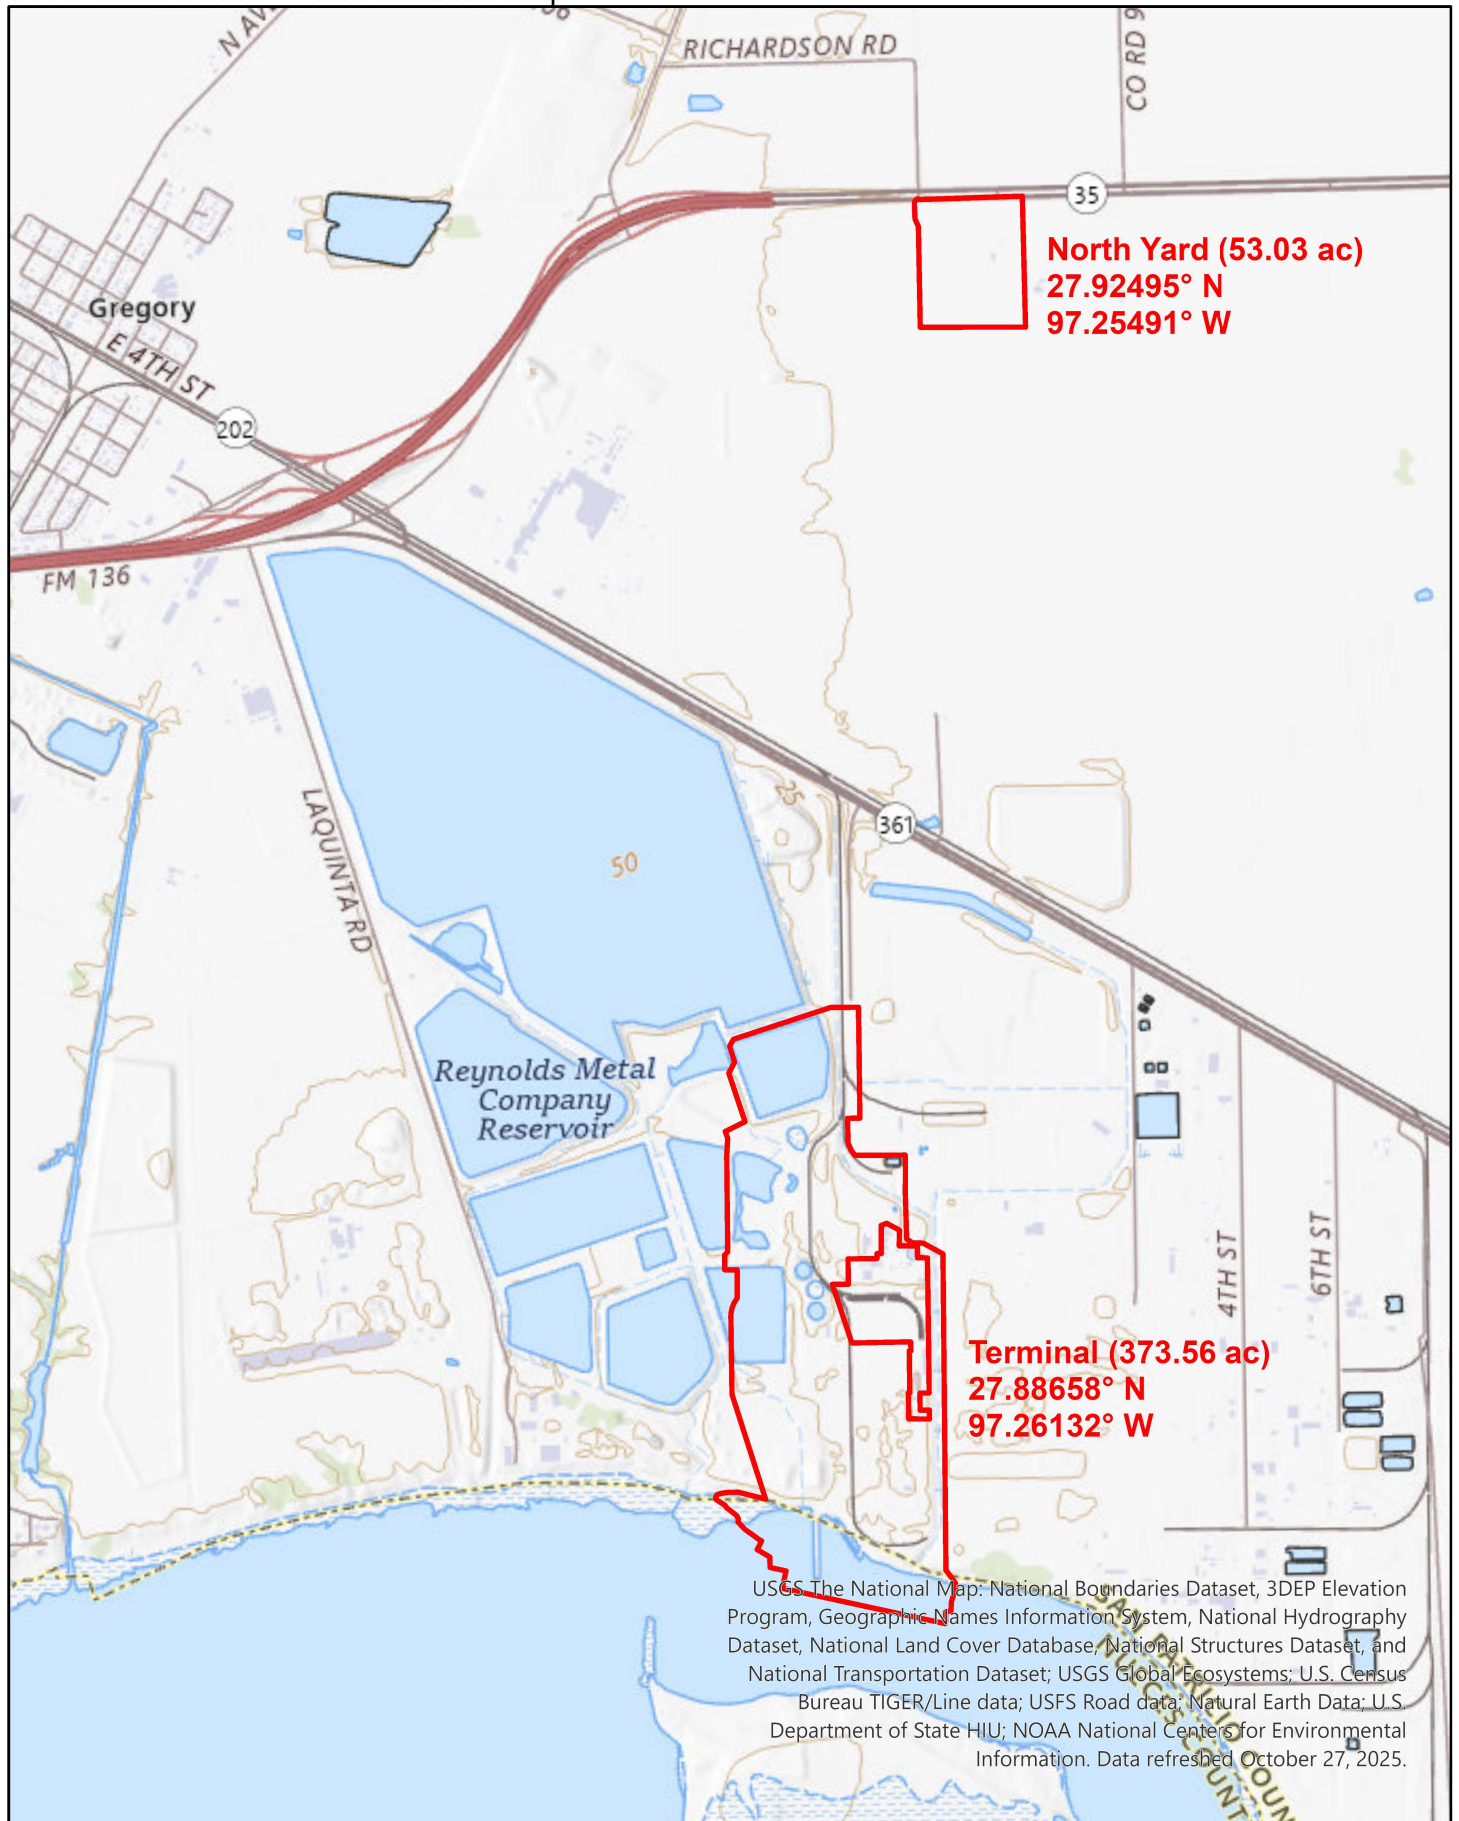 N AV
RICHARDSON RD
CO RD 9
35
North Yard (53.03 ac)
27.92495° N
97.25491° W
Gregory
E 4TH ST
202
FM 136
LAQUINTA RD
25
361
50
Reynolds Metal
Company
Reservoir
4TH ST
6TH ST
Terminal (373.56 ac)
27.88658° N
97.26132° W
USGS The National Map: National Boundaries Dataset, 3DEP Elevation
Program, Geographic Names Information System, National Hydrography
Dataset, National Land Cover Database, National Structures Dataset, and
National Transportation Dataset; USGS Global Ecosystems; U.S. Census
Bureau TIGER/Line data; USFS Road data; Natural Earth Data; U.S.
Department of State HIU; NOAA National Centers for Environmental
Information. Data refreshed October 27, 2025.
SAN PATRICIO COUN
NUECES COUNT